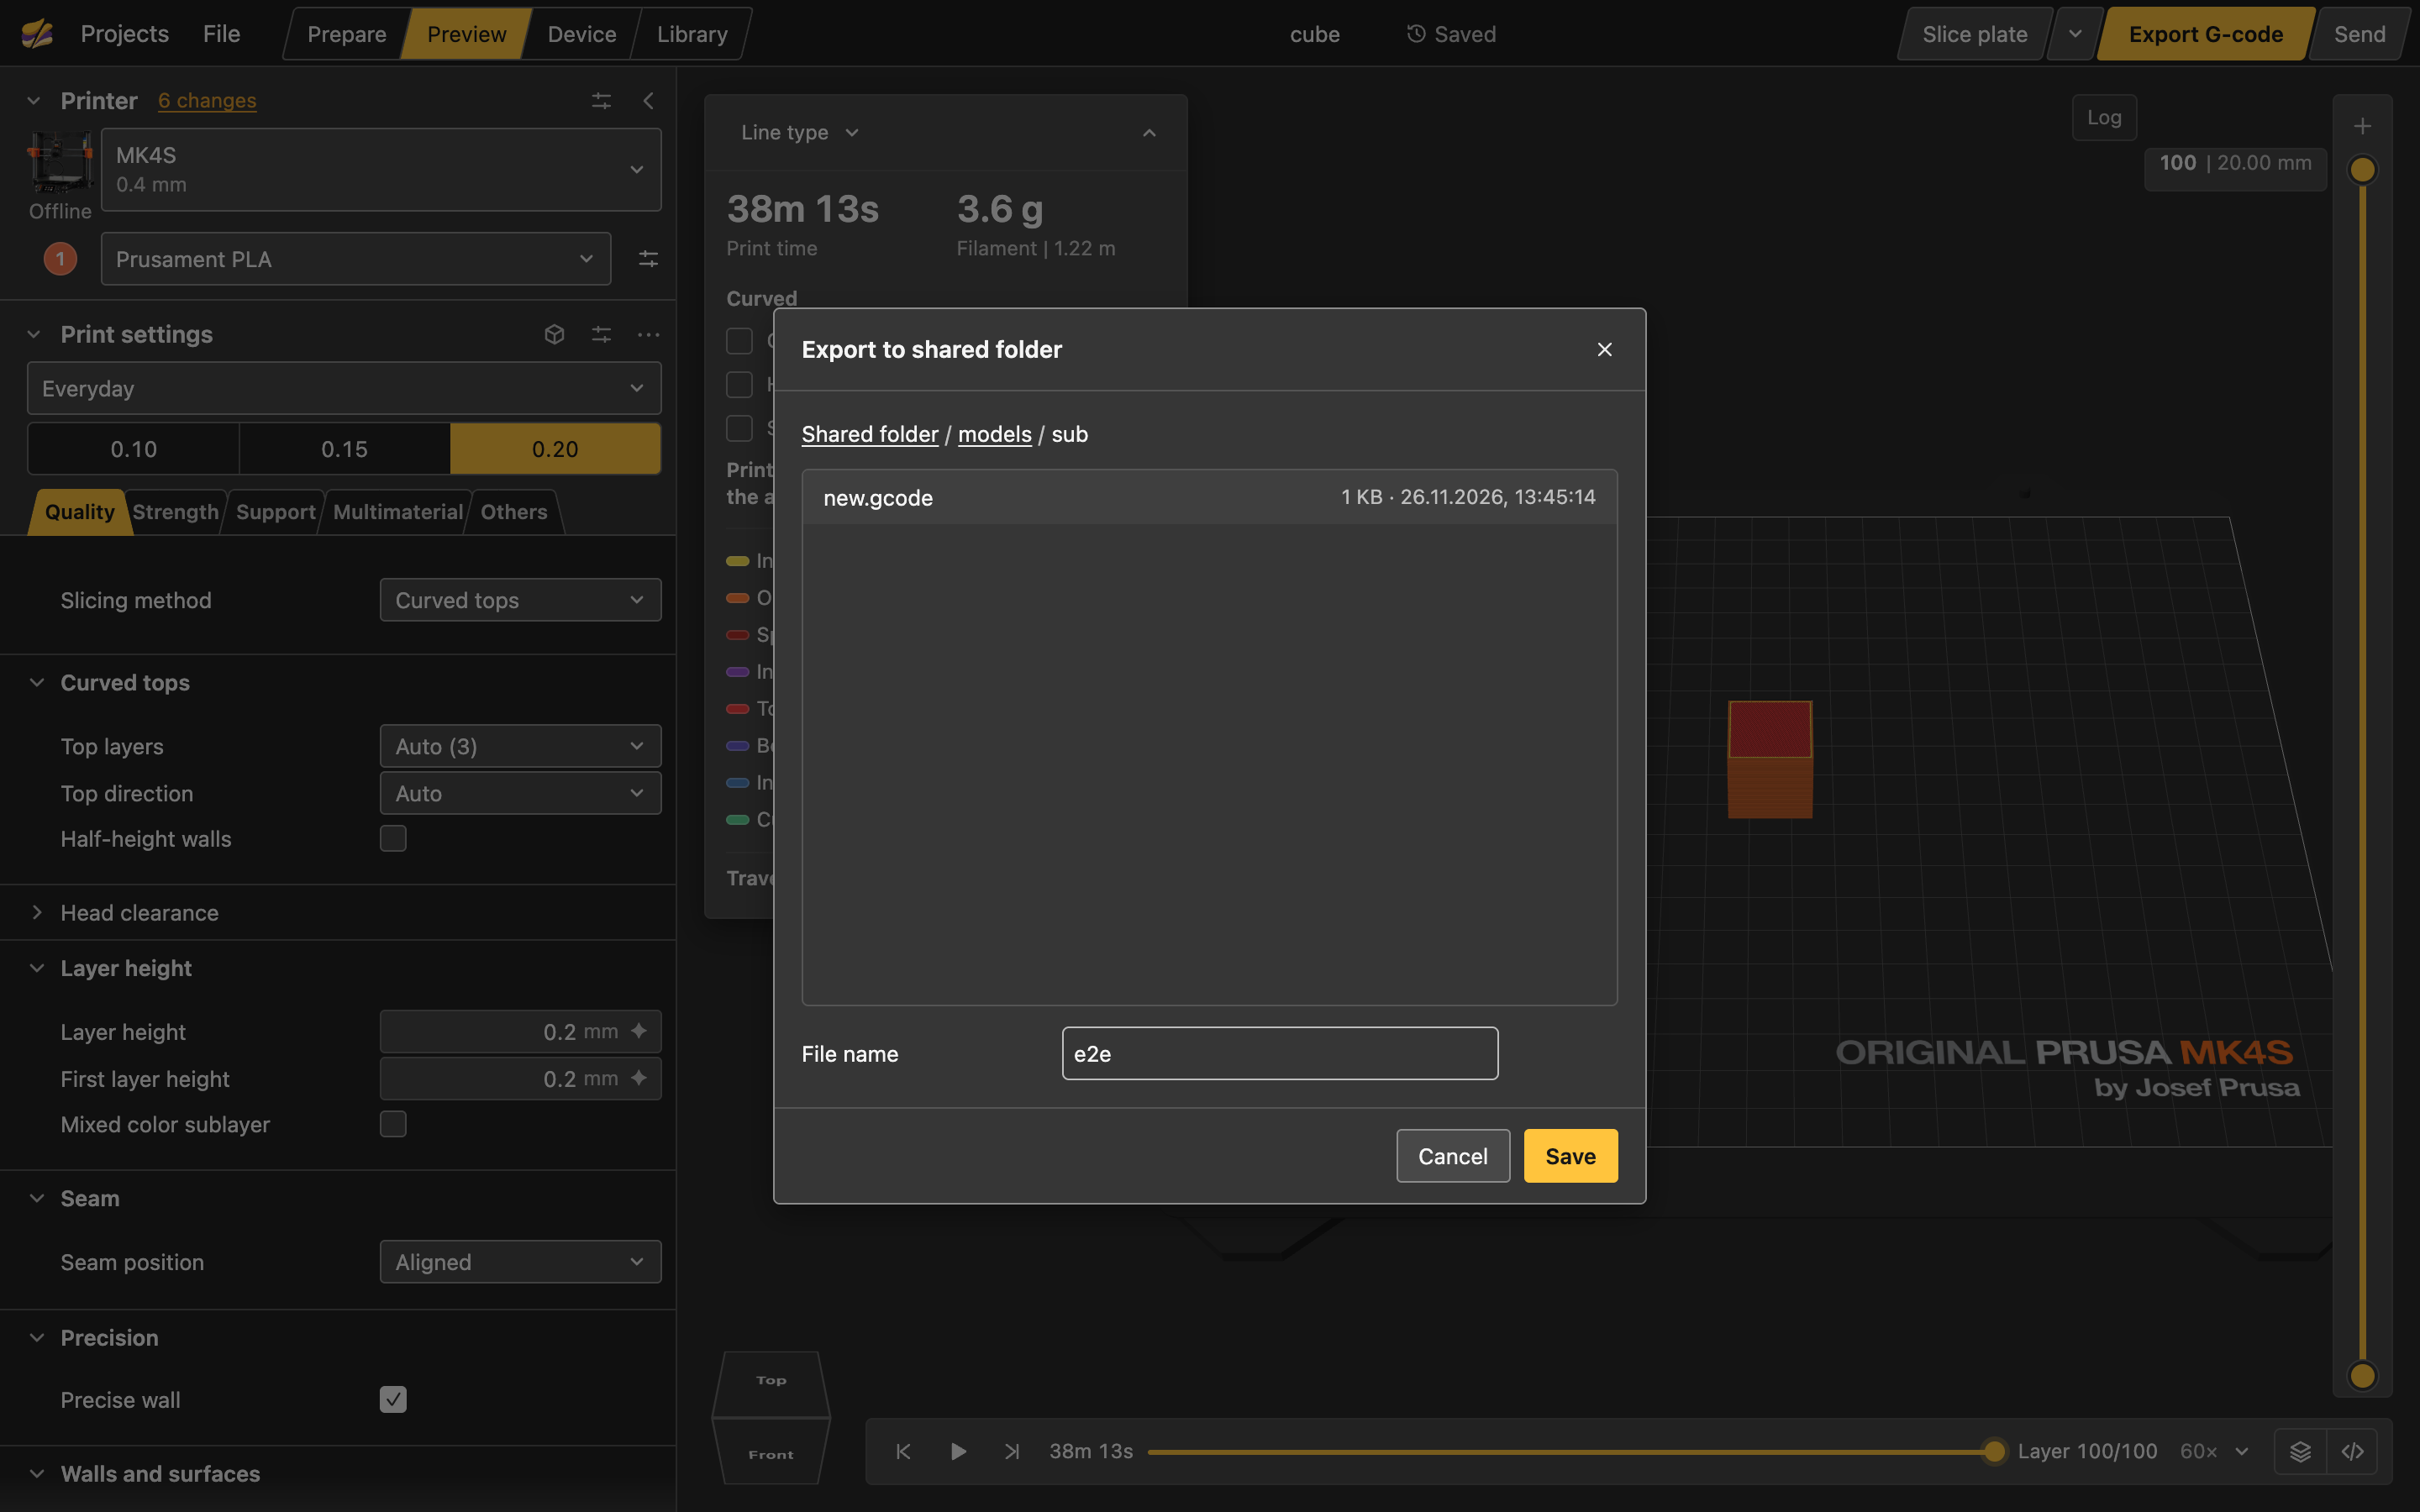 Projects File Prepare Preview Device Library cube Saved Slice plate Export G-code Send
Printer 6 changes
MK4S
0.4 mm
Offline
1 Prusament PLA
Print settings
Everyday
0.10 0.15 0.20
Quality Strength Support Multimaterial Others
Slicing method Curved tops
Curved tops
Top layers Auto (3)
Top direction Auto
Half-height walls
Head clearance
Layer height
Layer height 0.2 mm
First layer height 0.2 mm
Mixed color sublayer
Seam
Seam position Aligned
Precision
Precise wall
Walls and surfaces
Line type
38m 13s 3.6 g
Print time Filament | 1.22 m
Curved
Log
100 | 20.00 mm
Export to shared folder
Shared folder / models / sub
new.gcode 1 KB · 26.11.2026, 13:45:14
File name e2e
Cancel Save
ORIGINAL PRUSA MK4S
by Josef Prusa
Top
Front
38m 13s Layer 100/100 60×